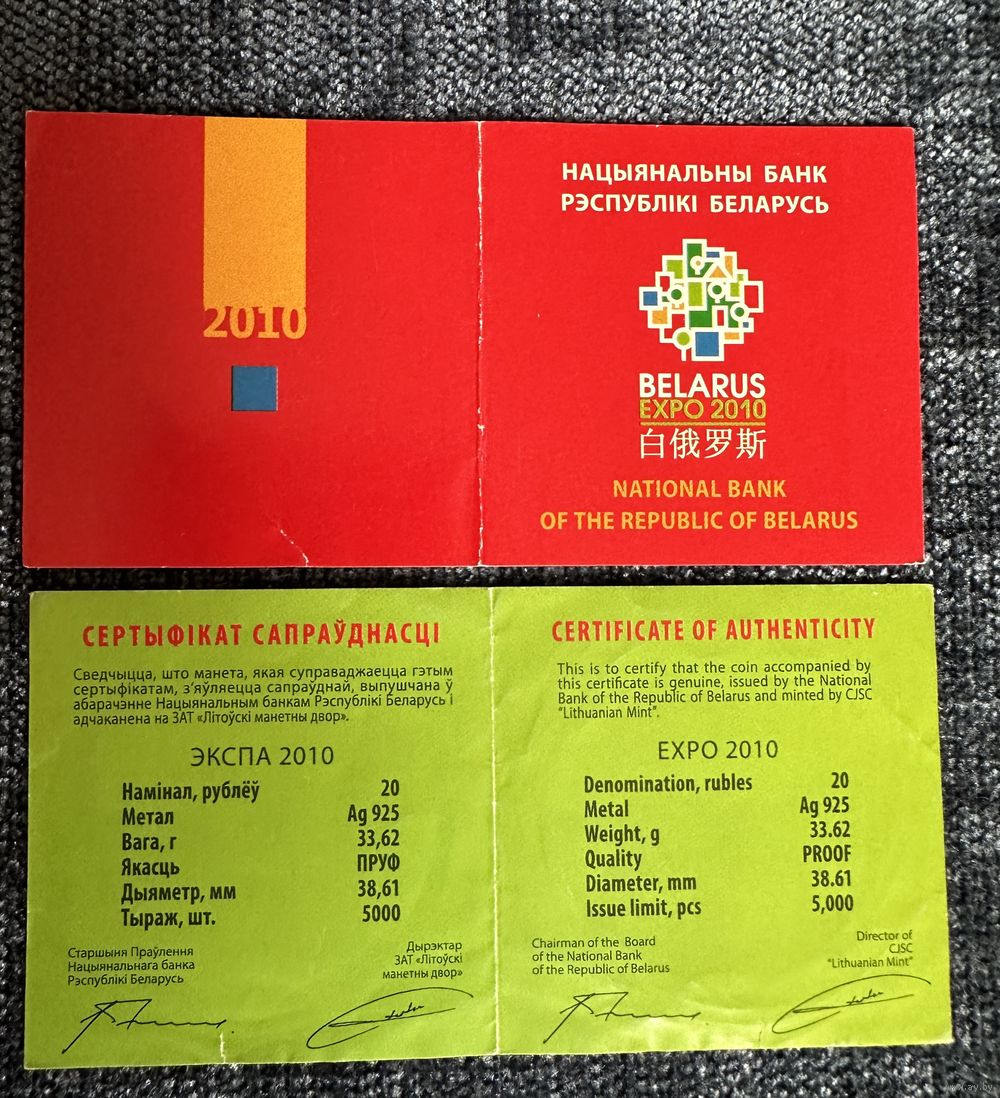 2010
НАЦЫЯНАЛЬНЫ БАНК
РЭСПУБЛІКІ БЕЛАРУСЬ
BELARUS
EXPO 2010
白俄罗斯
NATIONAL BANK
OF THE REPUBLIC OF BELARUS
СЕРТЫФІКАТ САПРАЎДНАСЦІ
Сведчыцца, што манета, якая суправаджаецца гэтым
сертыфікатам, з’яўляецца сапраўднай, выпушчана ў
абарачэнне Нацыянальным банкам Рэспублікі Беларусь і
адчаканена на ЗАТ «Літоўскі манетны двор».
ЭКСПА 2010
Намінал, рублёў 20
Метал Ag 925
Вага, г 33,62
Якасць ПРУФ
Дыяметр, мм 38,61
Тыраж, шт. 5000
Старшыня Праўлення
Нацыянальнага банка
Рэспублікі Беларусь
Дырэктар
ЗАТ «Літоўскі
манетны двор»
CERTIFICATE OF AUTHENTICITY
This is to certify that the coin accompanied by
this certificate is genuine, issued by the National
Bank of the Republic of Belarus and minted by CJSC
“Lithuanian Mint”.
EXPO 2010
Denomination, rubles 20
Metal Ag 925
Weight, g 33.62
Quality PROOF
Diameter, mm 38.61
Issue limit, pcs 5,000
Chairman of the Board
of the National Bank
of the Republic of Belarus
Director of
CJSC
“Lithuanian Mint”